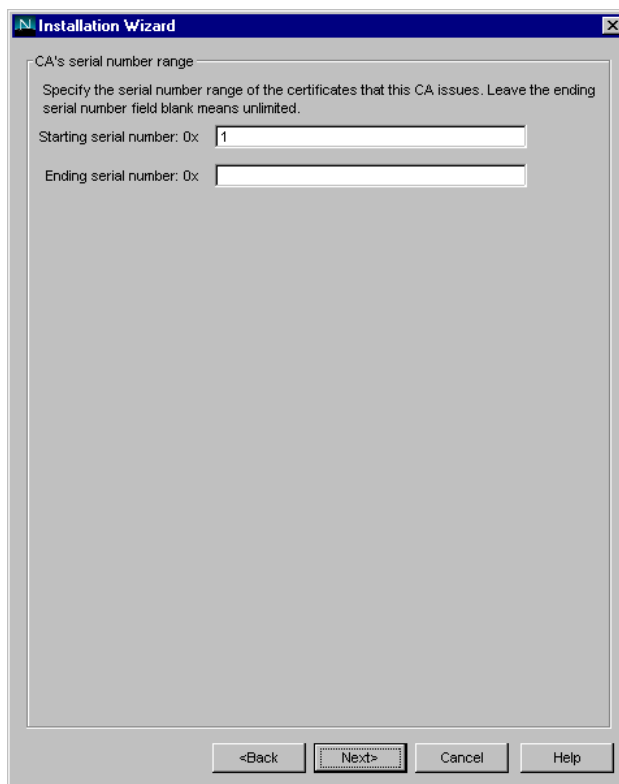 N Installation Wizard
CA's serial number range
Specify the serial number range of the certificates that this CA issues. Leave the ending
serial number field blank means unlimited.
Starting serial number: 0x 1
Ending serial number: 0x
<Back Next> Cancel Help